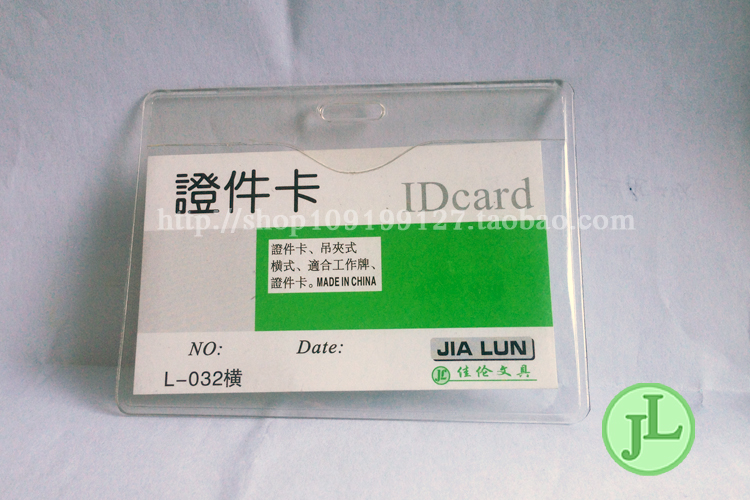 證件卡 IDcard
http://shop109199127.taobao.com
證件卡、吊夾式
橫式、適合工作牌、
證件卡。MADE IN CHINA
NO: Date:
JIA LUN
L-032横
JL 佳伦文具
JL